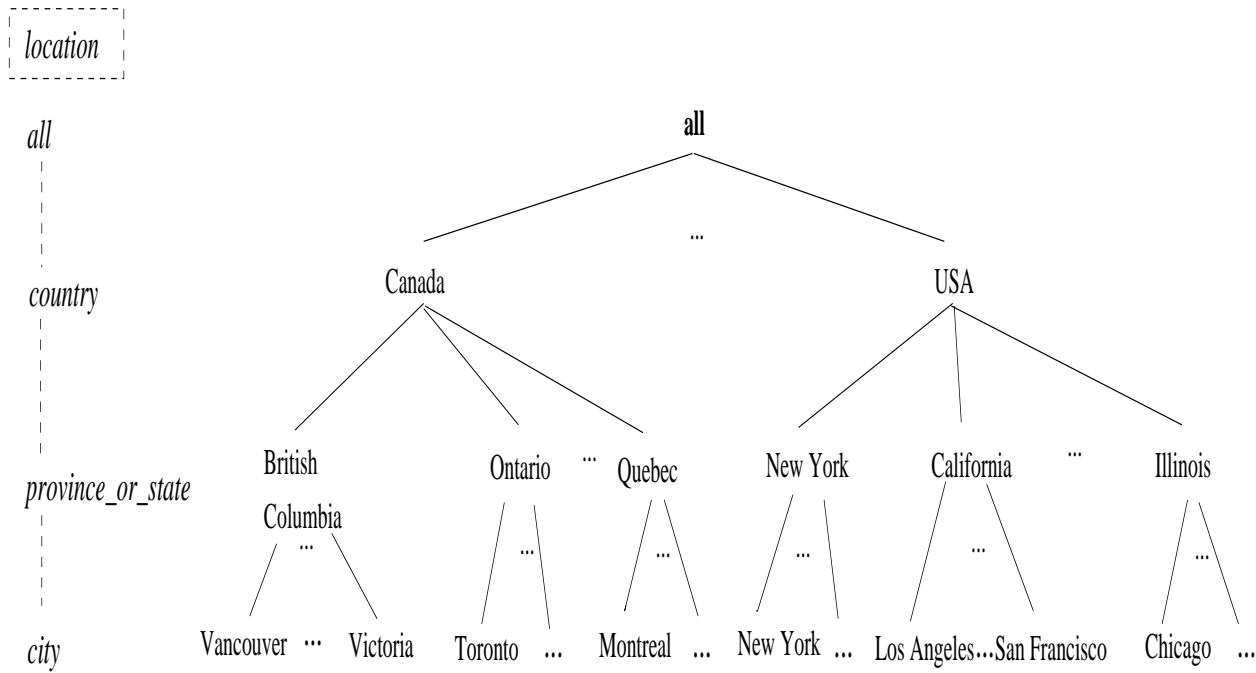 location
all
all
...
country
Canada
USA
province_or_state
British
Columbia
Ontario
...
Quebec
New York
California
...
Illinois
...
...
...
...
...
...
city
Vancouver ... Victoria
Toronto ...
Montreal ...
New York ...
Los Angeles...San Francisco
Chicago ...